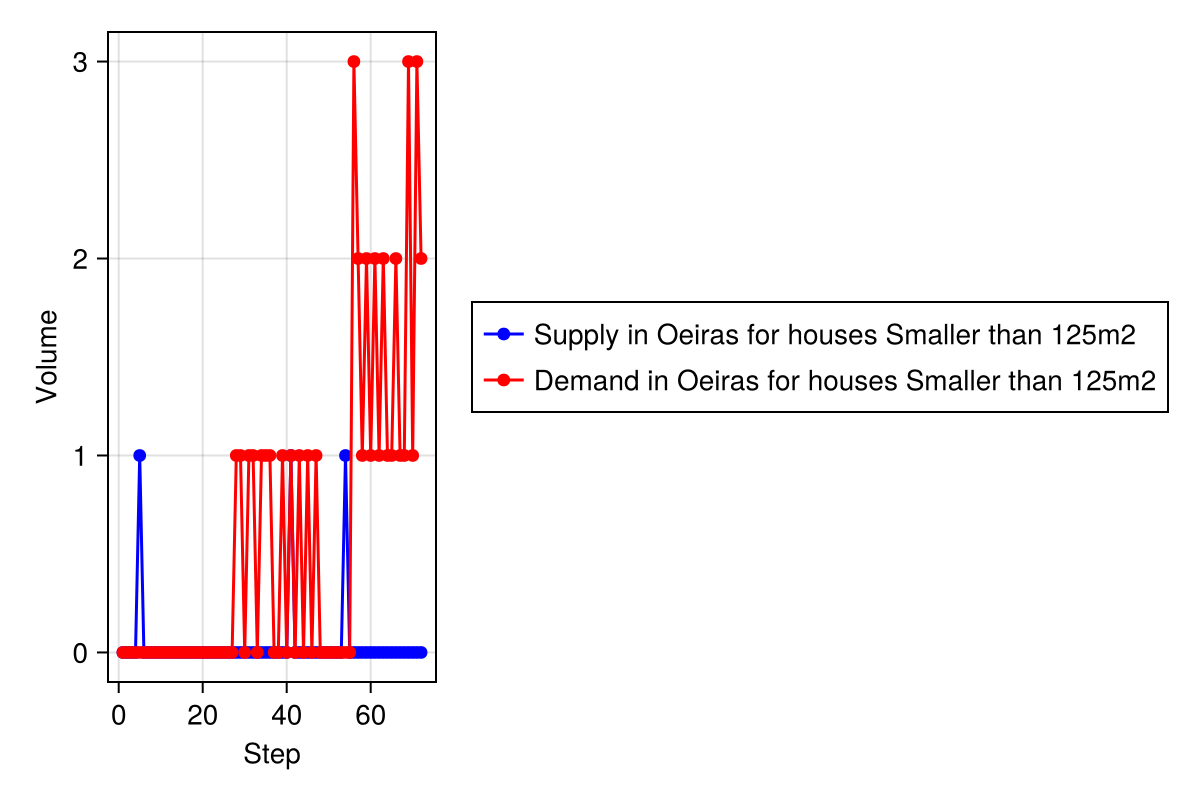 3
2
1
0
Volume
0 20 40 60
Step
Supply in Oeiras for houses Smaller than 125m2
Demand in Oeiras for houses Smaller than 125m2